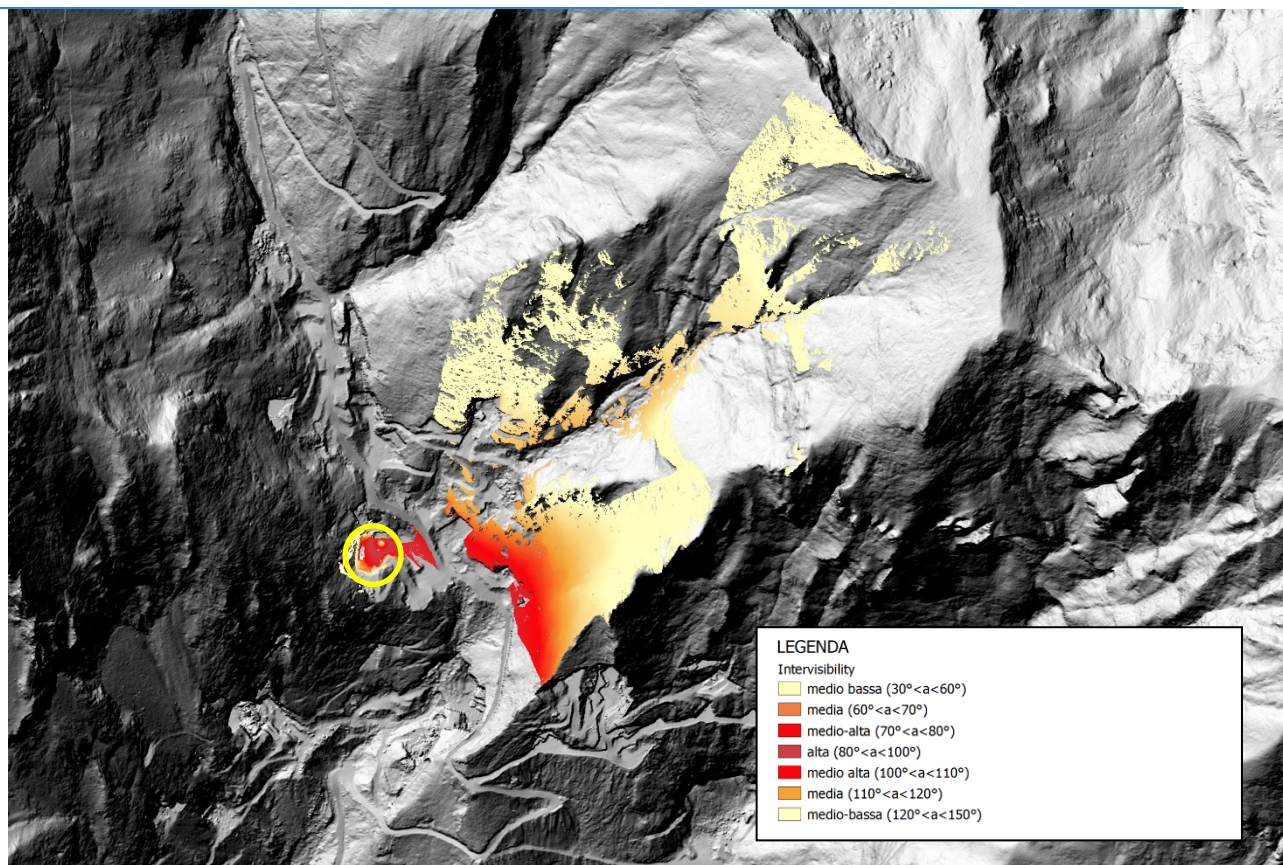 LEGENDA
Intervisibility
medio bassa (30°<a<60°)
media (60°<a<70°)
medio-alta (70°<a<80°)
alta (80°<a<100°)
medio alta (100°<a<110°)
media (110°<a<120°)
medio-bassa (120°<a<150°)